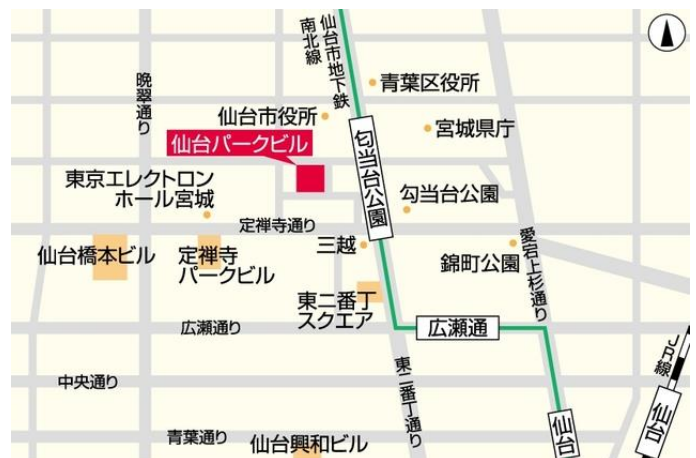 仙台市地下鉄
南北線
晩翠通り
青葉区役所
仙台市役所
宮城県庁
仙台パークビル
匂当台公園
東京エレクトロン
ホール宮城
勾当台公園
定禅寺通り
愛宕上杉通り
三越
錦町公園
仙台橋本ビル
定禅寺
パークビル
東二番丁
スクエア
広瀬通り
広瀬通
JR線
中央通り
東二番丁通り
仙台
仙台
青葉通り
仙台興和ビル